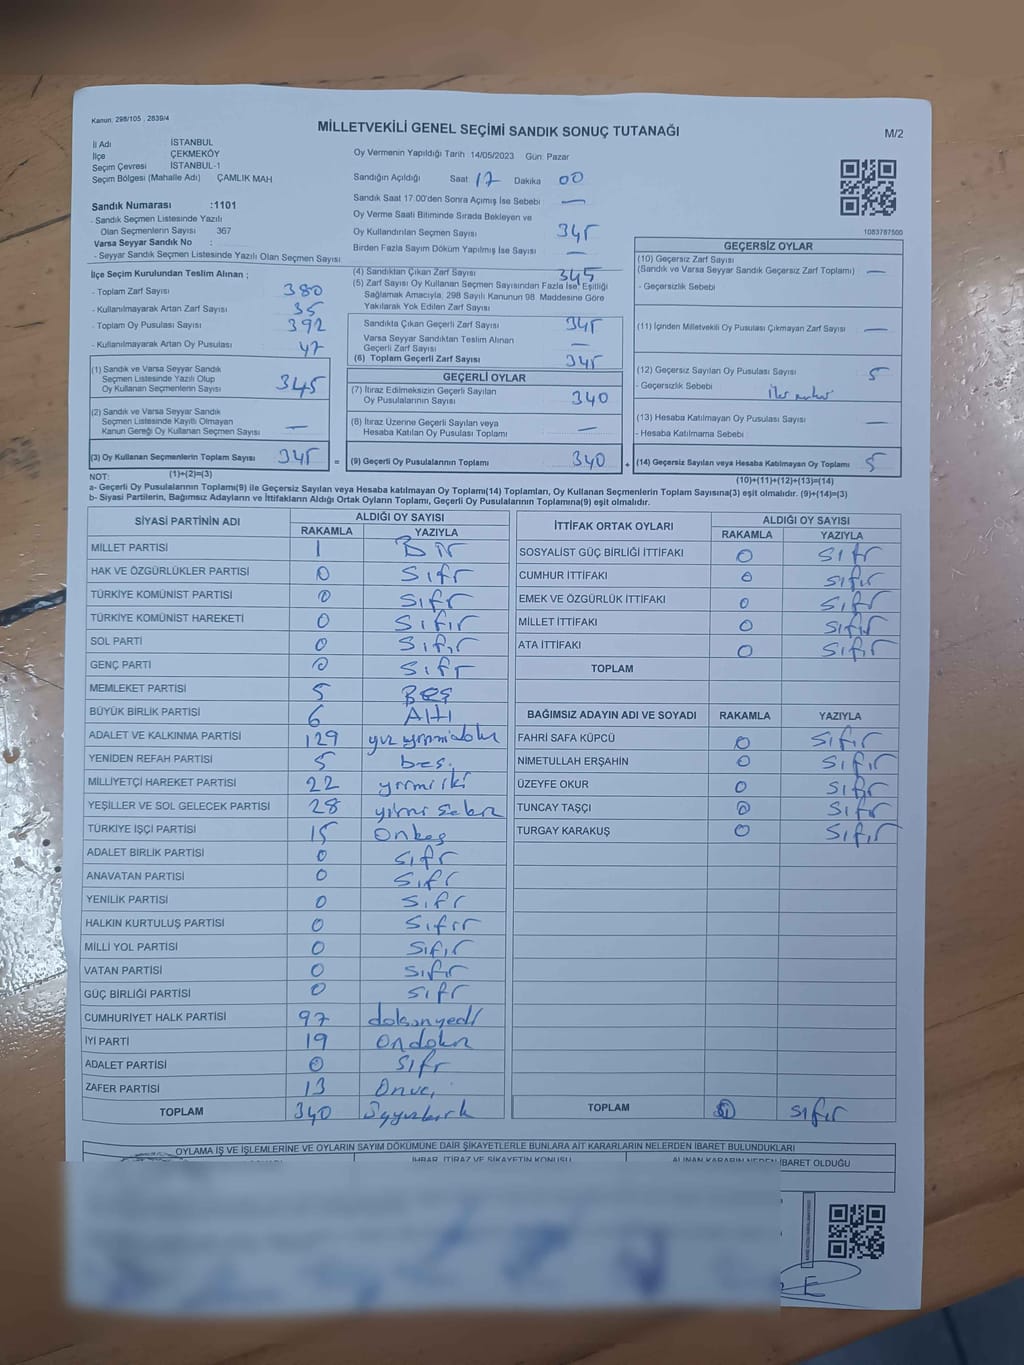 Kanun: 298/105 , 2839/4
MİLLETVEKİLİ GENEL SEÇİMİ SANDIK SONUÇ TUTANAĞI
M/2
İl Adı : İSTANBUL
İlçe : ÇEKMEKÖY
Seçim Çevresi : İSTANBUL-1
Seçim Bölgesi (Mahalle Adı) : ÇAMLIK MAH
Sandık Numarası :1101
- Sandık Seçmen Listesinde Yazılı
Olan Seçmenlerin Sayısı : 367
Varsa Seyyar Sandık No :
- Seyyar Sandık Seçmen Listesinde Yazılı Olan Seçmen Sayısı
Oy Vermenin Yapıldığı Tarih 14/05/2023 Gün: Pazar
Sandığın Açıldığı Saat 17 Dakika 00
Sandık Saat 17.00'den Sonra Açımış İse Sebebi —
Oy Verme Saati Bitiminde Sırada Bekleyen ve
Oy Kullandırılan Seçmen Sayısı 345
Birden Fazla Sayım Döküm Yapılmış İse Sayısı —
1083787500
İlçe Seçim Kurulundan Teslim Alınan ;
- Toplam Zarf Sayısı 380
- Kullanılmayarak Artan Zarf Sayısı 35
- Toplam Oy Pusulası Sayısı 392
- Kullanılmayarak Artan Oy Pusulası 47
(1) Sandık ve Varsa Seyyar Sandık
Seçmen Listesinde Yazılı Olup
Oy Kullanan Seçmenlerin Sayısı 345
(2) Sandık ve Varsa Seyyar Sandık
Seçmen Listesinde Kayıtlı Olmayan
Kanun Gereği Oy Kullanan Seçmen Sayısı —
(3) Oy Kullanan Seçmenlerin Toplam Sayısı 345
(1)+(2)=(3)
(4) Sandıktan Çıkan Zarf Sayısı 345
(5) Zarf Sayısı Oy Kullanan Seçmen Sayısından Fazla İse, Eşitliği
Sağlamak Amacıyla; 298 Sayılı Kanunun 98. Maddesine Göre
Yakılarak Yok Edilen Zarf Sayısı
Sandıkta Çıkan Geçerli Zarf Sayısı 345
Varsa Seyyar Sandıktan Teslim Alınan
Geçerli Zarf Sayısı —
(6) Toplam Geçerli Zarf Sayısı 345
GEÇERLİ OYLAR
(7) İtiraz Edilmeksizin Geçerli Sayılan
Oy Pusulalarının Sayısı 340
(8) İtiraz Üzerine Geçerli Sayılan veya
Hesaba Katılan Oy Pusulası Toplamı —
= (9) Geçerli Oy Pusulalarının Toplamı 340 +
GEÇERSİZ OYLAR
(10) Geçersiz Zarf Sayısı
(Sandık ve Varsa Seyyar Sandık Geçersiz Zarf Toplamı) —
- Geçersizlik Sebebi
(11) İçinden Milletvekili Oy Pusulası Çıkmayan Zarf Sayısı —
(12) Geçersiz Sayılan Oy Pusulası Sayısı 5
- Geçersizlik Sebebi
(13) Hesaba Katılmayan Oy Pusulası Sayısı —
- Hesaba Katılmama Sebebi
(14) Geçersiz Sayılan veya Hesaba Katılmayan Oy Toplamı 5
(10)+(11)+(12)+(13)=(14)
NOT:
a- Geçerli Oy Pusulalarının Toplamı(9) ile Geçersiz Sayılan veya Hesaba katılmayan Oy Toplamı(14) Toplamları, Oy Kullanan Seçmenlerin Toplam Sayısına(3) eşit olmalıdır. (9)+(14)=(3)
b- Siyasi Partilerin, Bağımsız Adayların ve İttifakların Aldığı Ortak Oyların Toplamı, Geçerli Oy Pusulalarının Toplamına(9) eşit olmalıdır.
SİYASİ PARTİNİN ADI ALDIĞI OY SAYISI
RAKAMLA YAZIYLA
MİLLET PARTİSİ 1 Bir
HAK VE ÖZGÜRLÜKLER PARTİSİ 0 Sıfır
TÜRKİYE KOMÜNİST PARTİSİ 0 Sıfır
TÜRKİYE KOMÜNİST HAREKETİ 0 Sıfır
SOL PARTİ 0 Sıfır
GENÇ PARTİ 0 Sıfır
MEMLEKET PARTİSİ 5 Beş
BÜYÜK BİRLİK PARTİSİ 6 Altı
ADALET VE KALKINMA PARTİSİ 129 yüz yirmi dokuz
YENİDEN REFAH PARTİSİ 5 beş
MİLLİYETÇİ HAREKET PARTİSİ 22 yirmi iki
YEŞİLLER VE SOL GELECEK PARTİSİ 28 yirmi sekiz
TÜRKİYE İŞÇİ PARTİSİ 15 Onbeş
ADALET BİRLİK PARTİSİ 0 sıfır
ANAVATAN PARTİSİ 0 Sıfır
YENİLİK PARTİSİ 0 Sıfır
HALKIN KURTULUŞ PARTİSİ 0 Sıfır
MİLLİ YOL PARTİSİ 0 Sıfır
VATAN PARTİSİ 0 Sıfır
GÜÇ BİRLİĞİ PARTİSİ 0 Sıfır
CUMHURİYET HALK PARTİSİ 97 doksanyedi
İYİ PARTİ 19 Ondokuz
ADALET PARTİSİ 0 Sıfır
ZAFER PARTİSİ 13 Onüç
TOPLAM 340 Üçyüzkırk
İTTİFAK ORTAK OYLARI ALDIĞI OY SAYISI
RAKAMLA YAZIYLA
SOSYALİST GÜÇ BİRLİĞİ İTTİFAKI 0 Sıfır
CUMHUR İTTİFAKI 0 Sıfır
EMEK VE ÖZGÜRLÜK İTTİFAKI 0 Sıfır
MİLLET İTTİFAKI 0 Sıfır
ATA İTTİFAKI 0 Sıfır
TOPLAM
BAĞIMSIZ ADAYIN ADI VE SOYADI RAKAMLA YAZIYLA
FAHRİ SAFA KÜPCÜ 0 Sıfır
NİMETULLAH ERŞAHİN 0 Sıfır
ÜZEYFE OKUR 0 Sıfır
TUNCAY TAŞÇI 0 Sıfır
TURGAY KARAKUŞ 0 Sıfır
TOPLAM 0 sıfır
OYLAMA İŞ VE İŞLEMLERİNE VE OYLARIN SAYIM DÖKÜMÜNE DAİR ŞİKAYETLERLE BUNLARA AİT KARARLARIN NELERDEN İBARET BULUNDUKLARI
İHBAR, İTİRAZ VE ŞİKAYETİN KONUSU ALINAN KARARIN NEDEN İBARET OLDUĞU